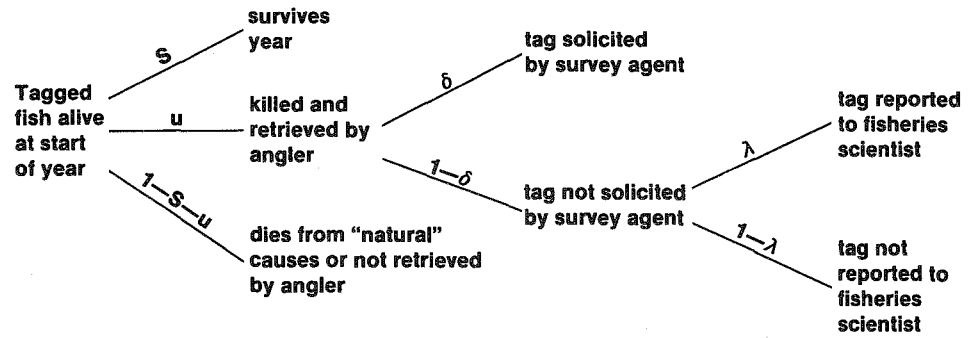 Tagged
fish alive
at start
of year
S
u
1—S—u
survives
year
killed and
retrieved by
angler
dies from “natural”
causes or not retrieved
by angler
δ
1—δ
tag solicited
by survey agent
tag not solicited
by survey agent
λ
1—λ
tag reported
to fisheries
scientist
tag not
reported to
fisheries
scientist